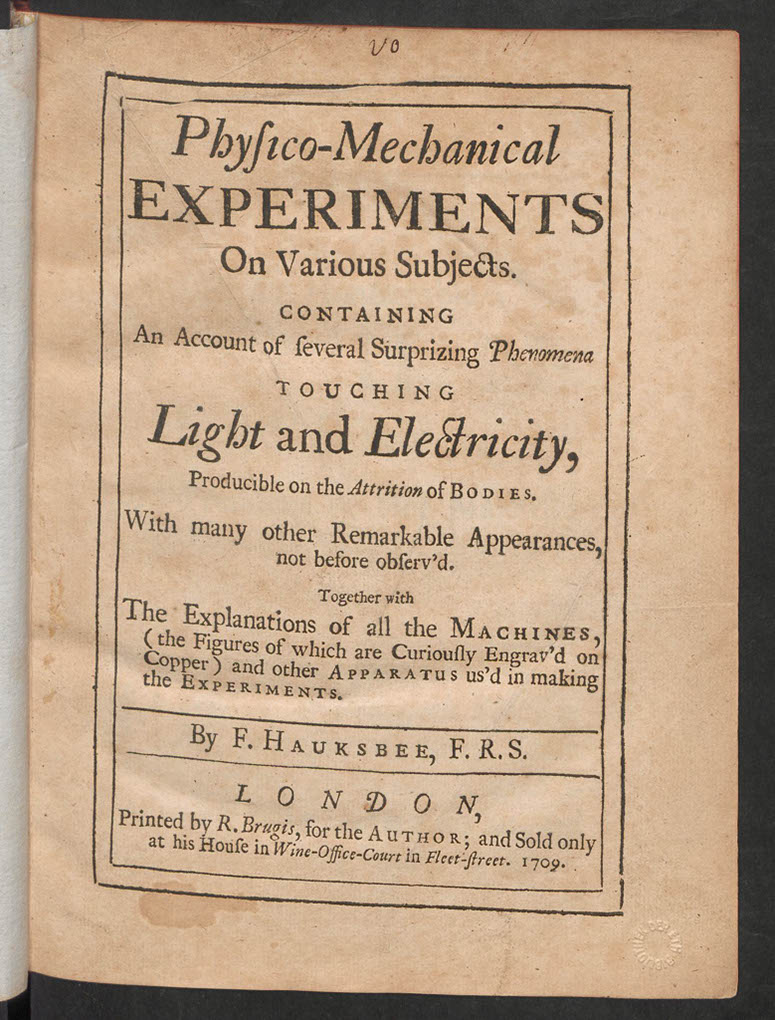 VO
Phyſico-Mechanical
EXPERIMENTS
On Various Subjects.
CONTAINING
An Account of ſeveral Surprizing Phenomena
TOUCHING
Light and Electricity,
Producible on the Attrition of BODIES.
With many other Remarkable Appearances,
not before obſerv'd.
Together with
The Explanations of all the MACHINES,
(the Figures of which are Curiouſly Engrav'd on
Copper) and other APPARATUS us'd in making
the EXPERIMENTS.
By F. HAUKSBEE, F. R. S.
LONDON,
Printed by R. Brugis, for the AUTHOR; and Sold only
at his Houſe in Wine-Office-Court in Fleet-ſtreet. 1709.